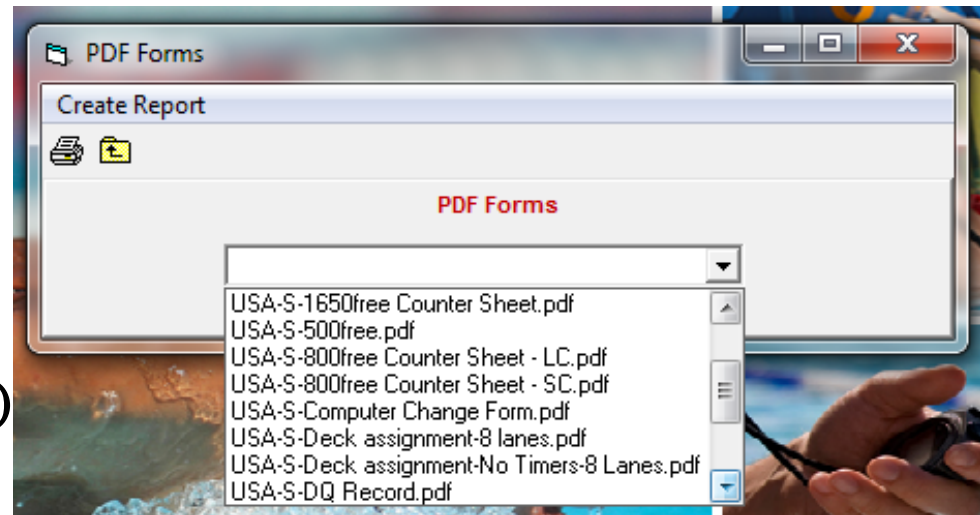 PDF Forms
Create Report
PDF Forms
USA-S-1650free Counter Sheet.pdf
USA-S-500free.pdf
USA-S-800free Counter Sheet - LC.pdf
USA-S-800free Counter Sheet - SC.pdf
USA-S-Computer Change Form.pdf
USA-S-Deck assignment-8 lanes.pdf
USA-S-Deck assignment-No Timers-8 Lanes.pdf
USA-S-DQ Record.pdf
)